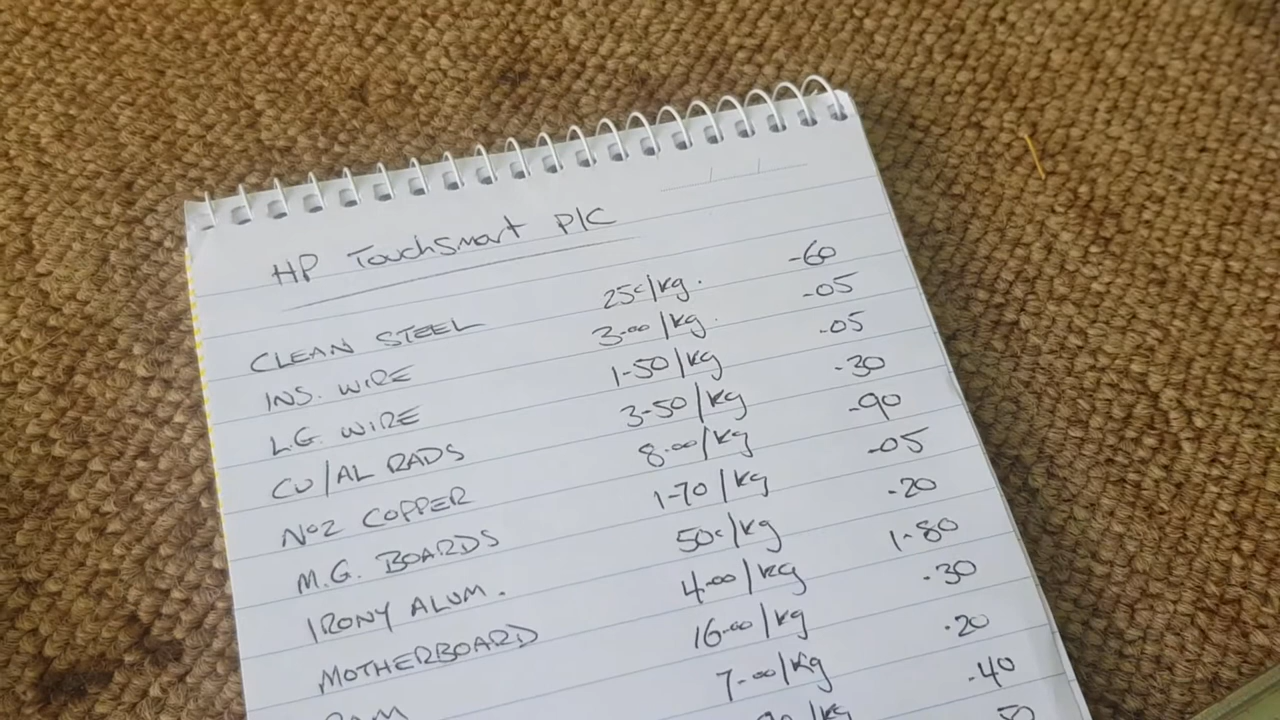 HP TouchSmart P/C
CLEAN STEEL 25c/kg. -60
INS. WIRE 3-00/kg. -05
L.G. WIRE 1-50/kg -05
CU/AL RADS 3-50/kg -30
No2 COPPER 8-00/kg -90
M.G. BOARDS 1-70/kg -05
IRONY ALUM. 50c/kg -20
MOTHERBOARD 4-00/kg 1-80
RAM 16-00/kg -30
7-00/kg -20
/kg -40